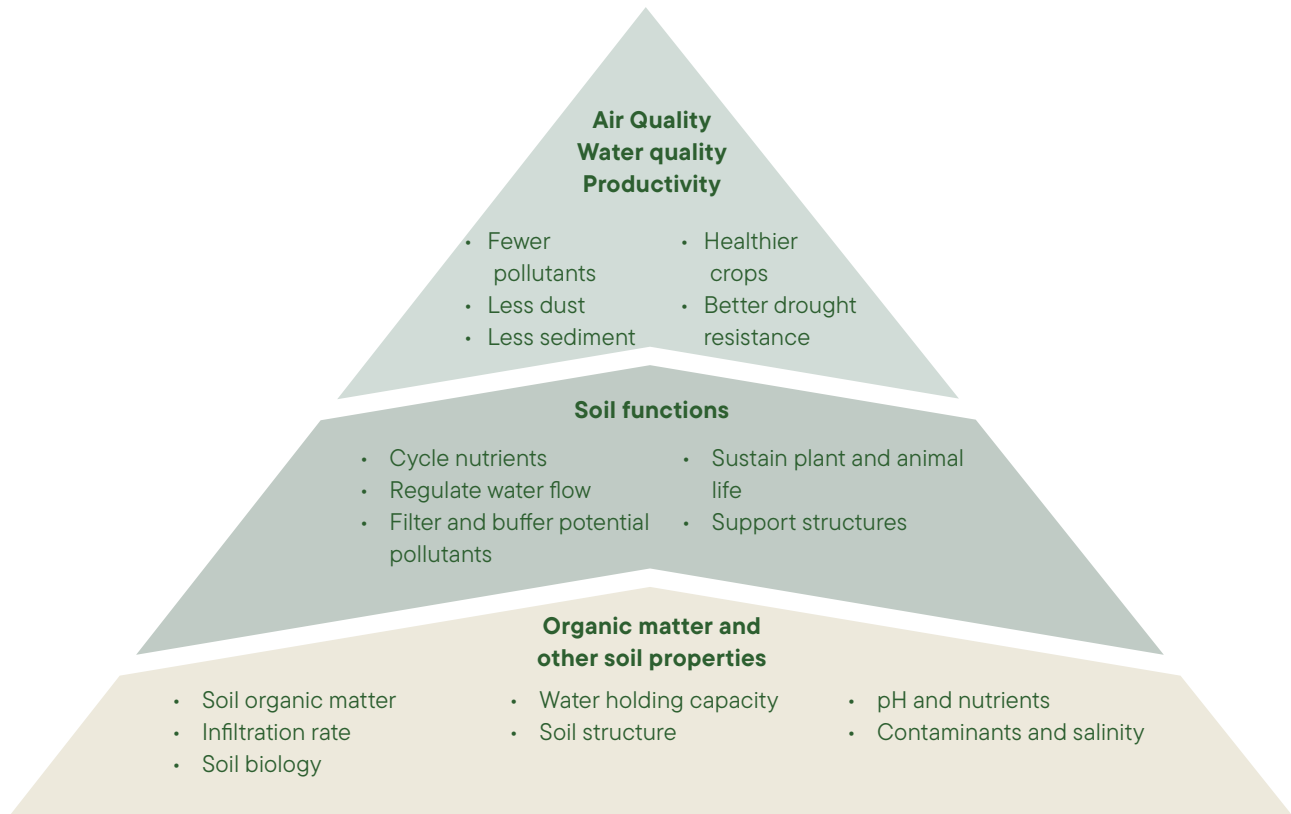 Air Quality
Water quality
Productivity
• Fewer
pollutants
• Less dust
• Less sediment
• Healthier
crops
• Better drought
resistance
Soil functions
• Cycle nutrients
• Regulate water flow
• Filter and buffer potential
pollutants
• Sustain plant and animal
life
• Support structures
Organic matter and
other soil properties
• Soil organic matter
• Infiltration rate
• Soil biology
• Water holding capacity
• Soil structure
• pH and nutrients
• Contaminants and salinity